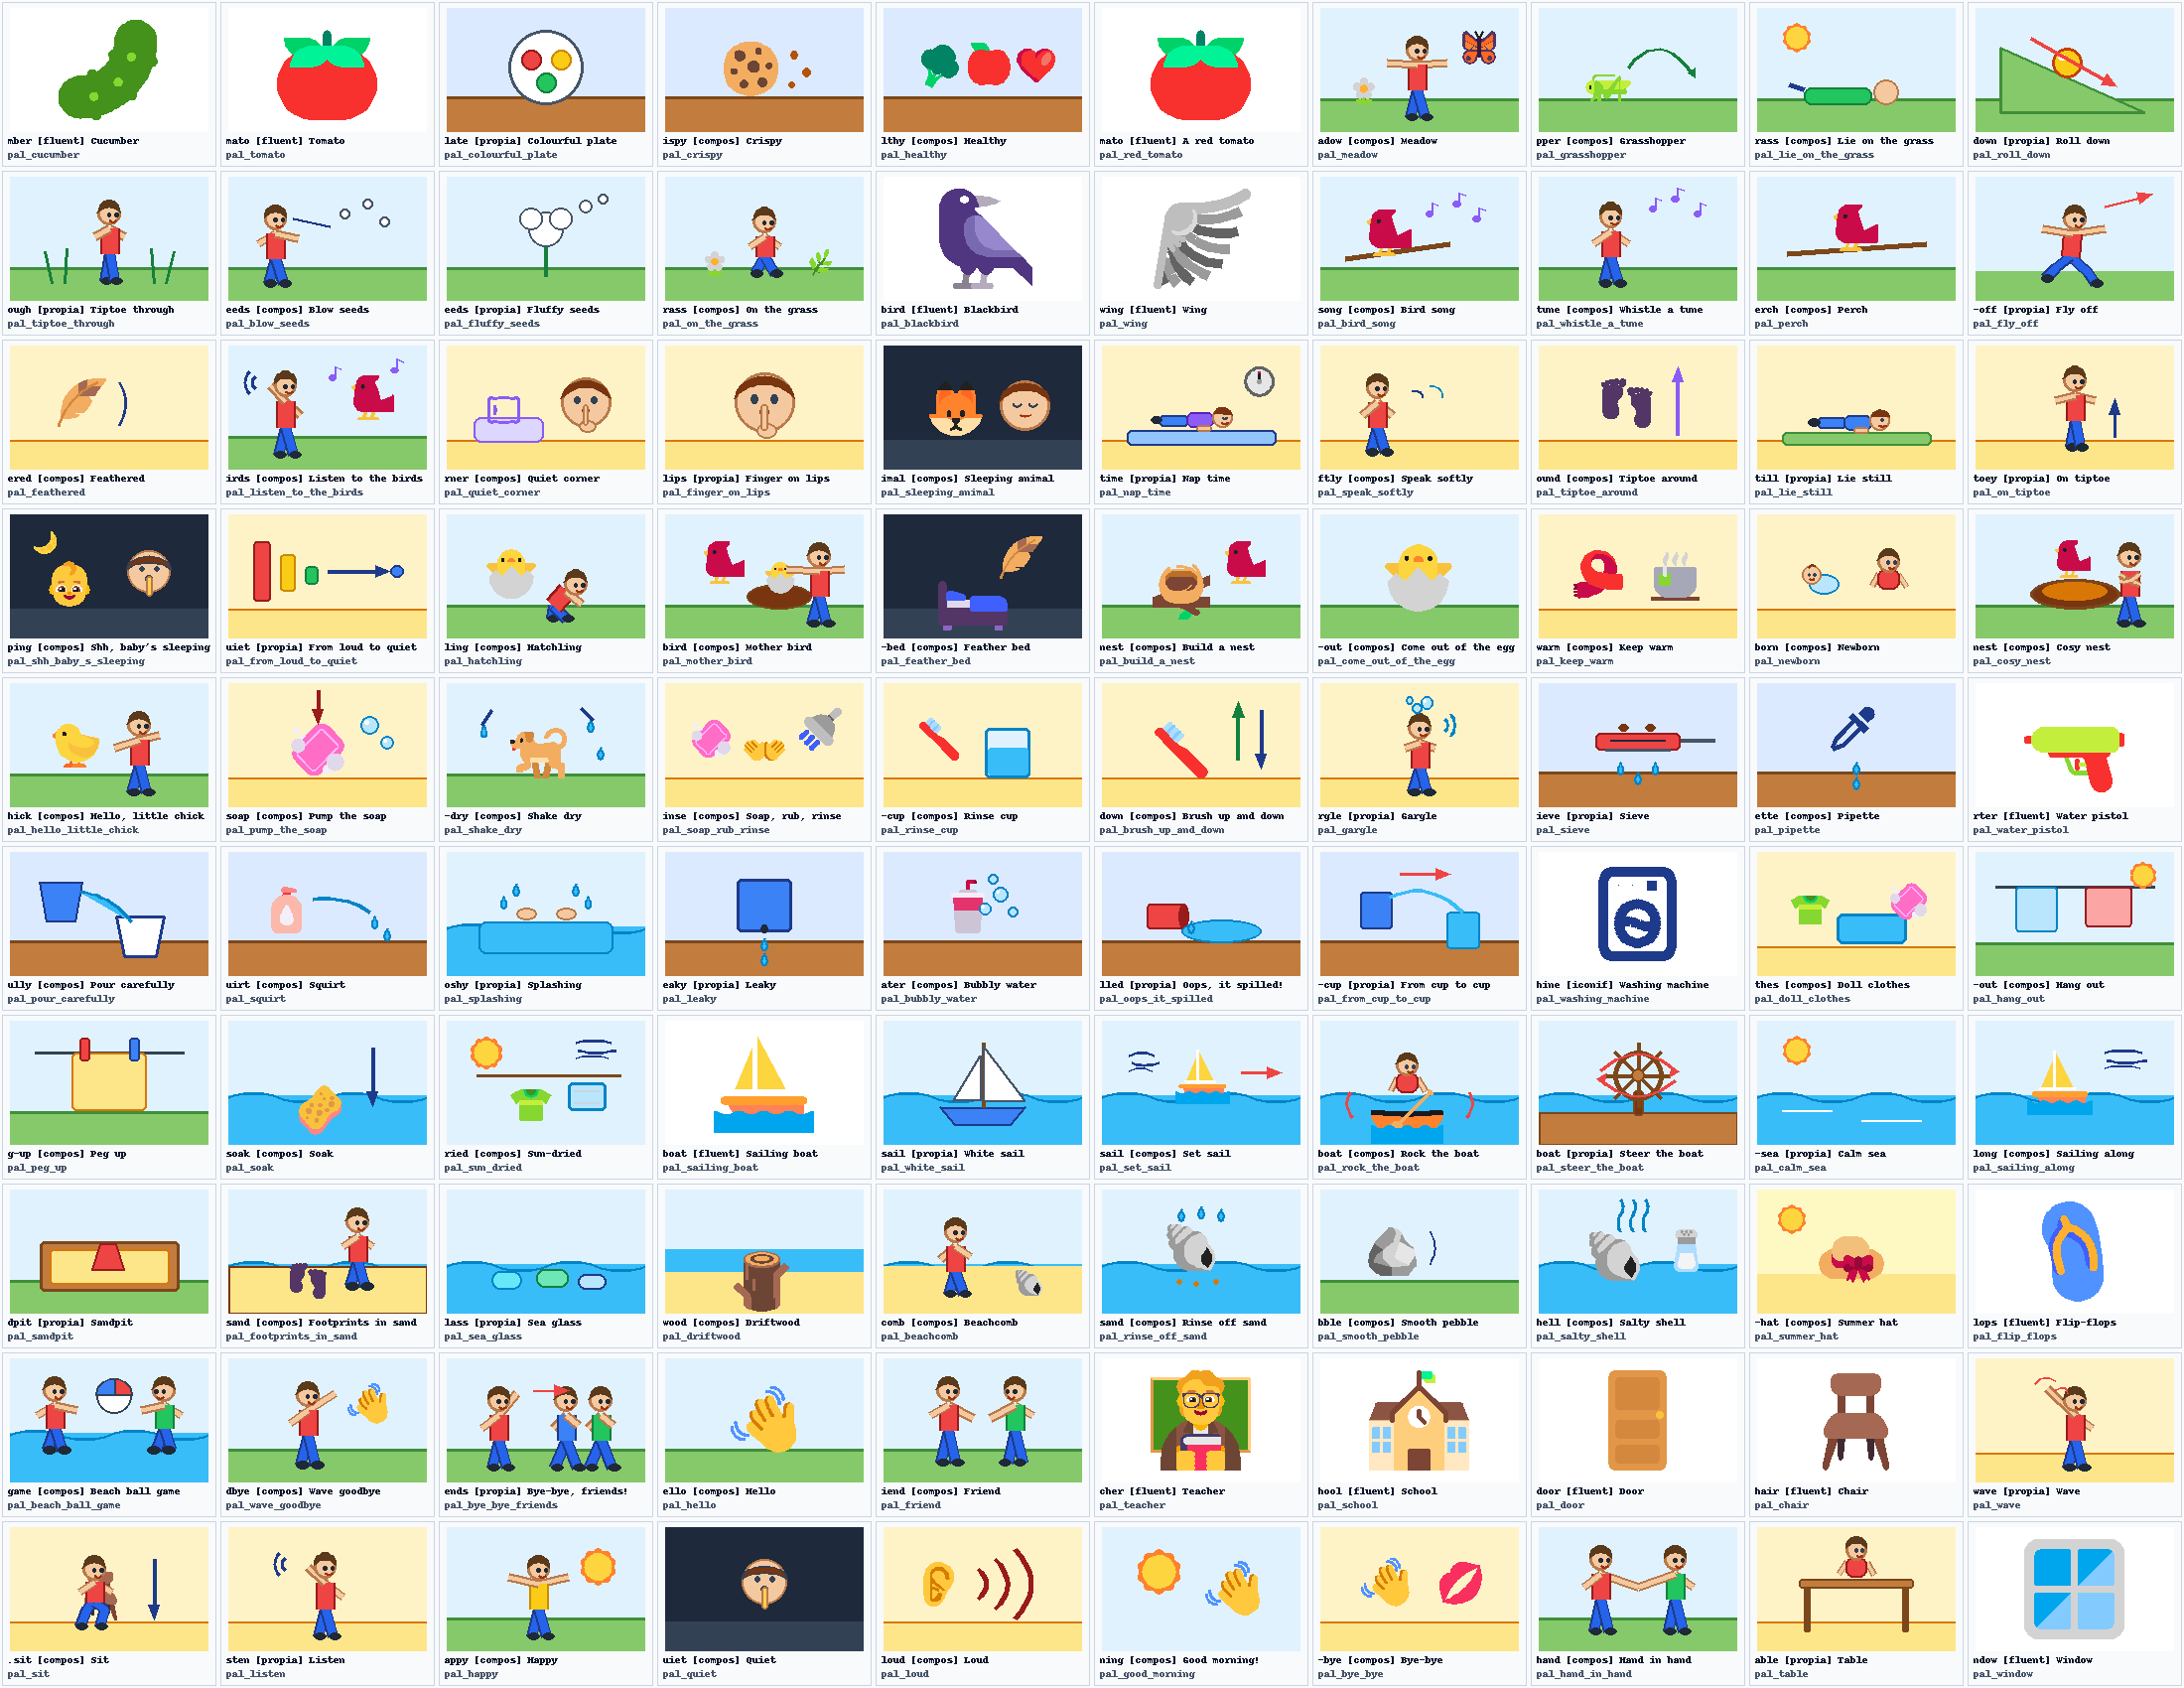 mber [fluent] Cucumber
pal_cucumber
mato [fluent] Tomato
pal_tomato
late [propia] Colourful plate
pal_colourful_plate
ispy [compos] Crispy
pal_crispy
lthy [compos] Healthy
pal_healthy
mato [fluent] A red tomato
pal_red_tomato
adow [compos] Meadow
pal_meadow
pper [compos] Grasshopper
pal_grasshopper
rass [compos] Lie on the grass
pal_lie_on_the_grass
down [propia] Roll down
pal_roll_down
ough [propia] Tiptoe through
pal_tiptoe_through
eeds [compos] Blow seeds
pal_blow_seeds
eeds [propia] Fluffy seeds
pal_fluffy_seeds
rass [compos] On the grass
pal_on_the_grass
bird [fluent] Blackbird
pal_blackbird
wing [fluent] Wing
pal_wing
song [compos] Bird song
pal_bird_song
tune [compos] Whistle a tune
pal_whistle_a_tune
erch [compos] Perch
pal_perch
-off [propia] Fly off
pal_fly_off
ered [compos] Feathered
pal_feathered
irds [compos] Listen to the birds
pal_listen_to_the_birds
rner [compos] Quiet corner
pal_quiet_corner
lips [propia] Finger on lips
pal_finger_on_lips
imal [compos] Sleeping animal
pal_sleeping_animal
time [propia] Nap time
pal_nap_time
ftly [compos] Speak softly
pal_speak_softly
ound [compos] Tiptoe around
pal_tiptoe_around
till [propia] Lie still
pal_lie_still
toey [propia] On tiptoe
pal_on_tiptoe
ping [compos] Shh, baby's sleeping
pal_shh_baby_s_sleeping
uiet [propia] From loud to quiet
pal_from_loud_to_quiet
ling [compos] Hatchling
pal_hatchling
bird [compos] Mother bird
pal_mother_bird
-bed [compos] Feather bed
pal_feather_bed
nest [compos] Build a nest
pal_build_a_nest
-out [compos] Come out of the egg
pal_come_out_of_the_egg
warm [compos] Keep warm
pal_keep_warm
born [compos] Newborn
pal_newborn
nest [compos] Cosy nest
pal_cosy_nest
hick [compos] Hello, little chick
pal_hello_little_chick
soap [compos] Pump the soap
pal_pump_the_soap
-dry [compos] Shake dry
pal_shake_dry
inse [compos] Soap, rub, rinse
pal_soap_rub_rinse
-cup [compos] Rinse cup
pal_rinse_cup
down [compos] Brush up and down
pal_brush_up_and_down
rgle [propia] Gargle
pal_gargle
ieve [propia] Sieve
pal_sieve
ette [compos] Pipette
pal_pipette
rter [fluent] Water pistol
pal_water_pistol
ully [compos] Pour carefully
pal_pour_carefully
uirt [compos] Squirt
pal_squirt
oshy [propia] Splashing
pal_splashing
eaky [propia] Leaky
pal_leaky
ater [compos] Bubbly water
pal_bubbly_water
lled [propia] Oops, it spilled!
pal_oops_it_spilled
-cup [propia] From cup to cup
pal_from_cup_to_cup
hine [iconif] Washing machine
pal_washing_machine
thes [compos] Doll clothes
pal_doll_clothes
-out [compos] Hang out
pal_hang_out
g-up [compos] Peg up
pal_peg_up
soak [compos] Soak
pal_soak
ried [compos] Sun-dried
pal_sun_dried
boat [fluent] Sailing boat
pal_sailing_boat
sail [propia] White sail
pal_white_sail
sail [compos] Set sail
pal_set_sail
boat [compos] Rock the boat
pal_rock_the_boat
boat [propia] Steer the boat
pal_steer_the_boat
-sea [propia] Calm sea
pal_calm_sea
long [compos] Sailing along
pal_sailing_along
dpit [propia] Sandpit
pal_sandpit
sand [compos] Footprints in sand
pal_footprints_in_sand
lass [propia] Sea glass
pal_sea_glass
wood [compos] Driftwood
pal_driftwood
comb [compos] Beachcomb
pal_beachcomb
sand [compos] Rinse off sand
pal_rinse_off_sand
bble [compos] Smooth pebble
pal_smooth_pebble
hell [compos] Salty shell
pal_salty_shell
-hat [compos] Summer hat
pal_summer_hat
lops [fluent] Flip-flops
pal_flip_flops
game [compos] Beach ball game
pal_beach_ball_game
dbye [compos] Wave goodbye
pal_wave_goodbye
ends [propia] Bye-bye, friends!
pal_bye_bye_friends
ello [compos] Hello
pal_hello
iend [compos] Friend
pal_friend
cher [fluent] Teacher
pal_teacher
hool [fluent] School
pal_school
door [fluent] Door
pal_door
hair [fluent] Chair
pal_chair
wave [propia] Wave
pal_wave
.sit [compos] Sit
pal_sit
sten [propia] Listen
pal_listen
appy [compos] Happy
pal_happy
uiet [compos] Quiet
pal_quiet
loud [compos] Loud
pal_loud
ning [compos] Good morning!
pal_good_morning
-bye [compos] Bye-bye
pal_bye_bye
hand [compos] Hand in hand
pal_hand_in_hand
able [propia] Table
pal_table
ndow [fluent] Window
pal_window